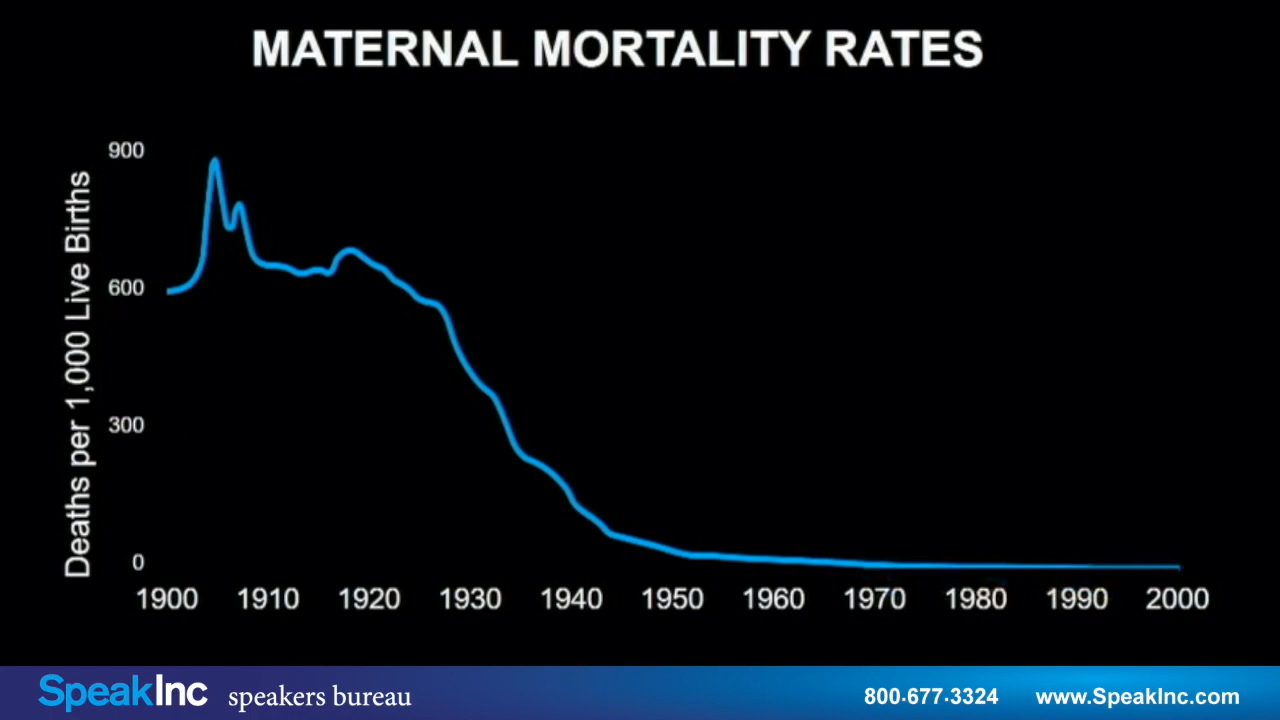 MATERNAL MORTALITY RATES
Deaths per 1,000 Live Births
900
600
300
0
1900 1910 1920 1930 1940 1950 1960 1970 1980 1990 2000
SpeakInc speakers bureau 800-677-3324 www.SpeakInc.com